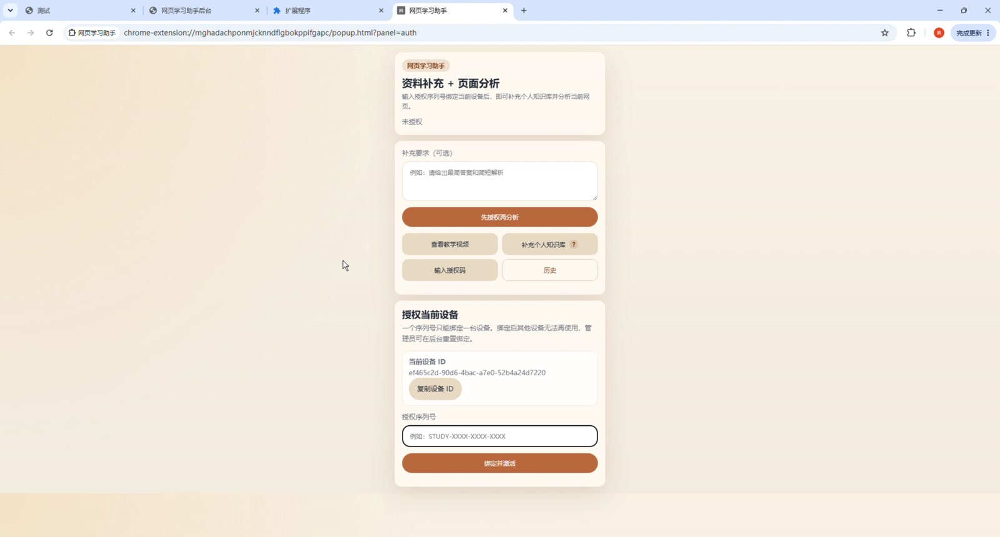 测试
网页学习助手后台
扩展程序
网页学习助手
网页学习助手
chrome-extension://mghadachponmjcknndfigbokppifgapc/popup.html?panel=auth
完成更新
网页学习助手
资料补充 + 页面分析
输入授权序列号绑定当前设备后，即可补充个人知识库并分析当前网
页。
未授权
补充要求（可选）
例如：请给出最简答案和简短解析
先授权再分析
查看教学视频
补充个人知识库 ?
输入授权码
历史
授权当前设备
一个序列号只能绑定一台设备。绑定后其他设备无法再使用，管
理员可在后台重置绑定。
当前设备 ID
ef465c2d-90d6-4bac-a7e0-52b4a24d7220
复制设备 ID
授权序列号
例如：STUDY-XXXX-XXXX-XXXX
绑定并激活